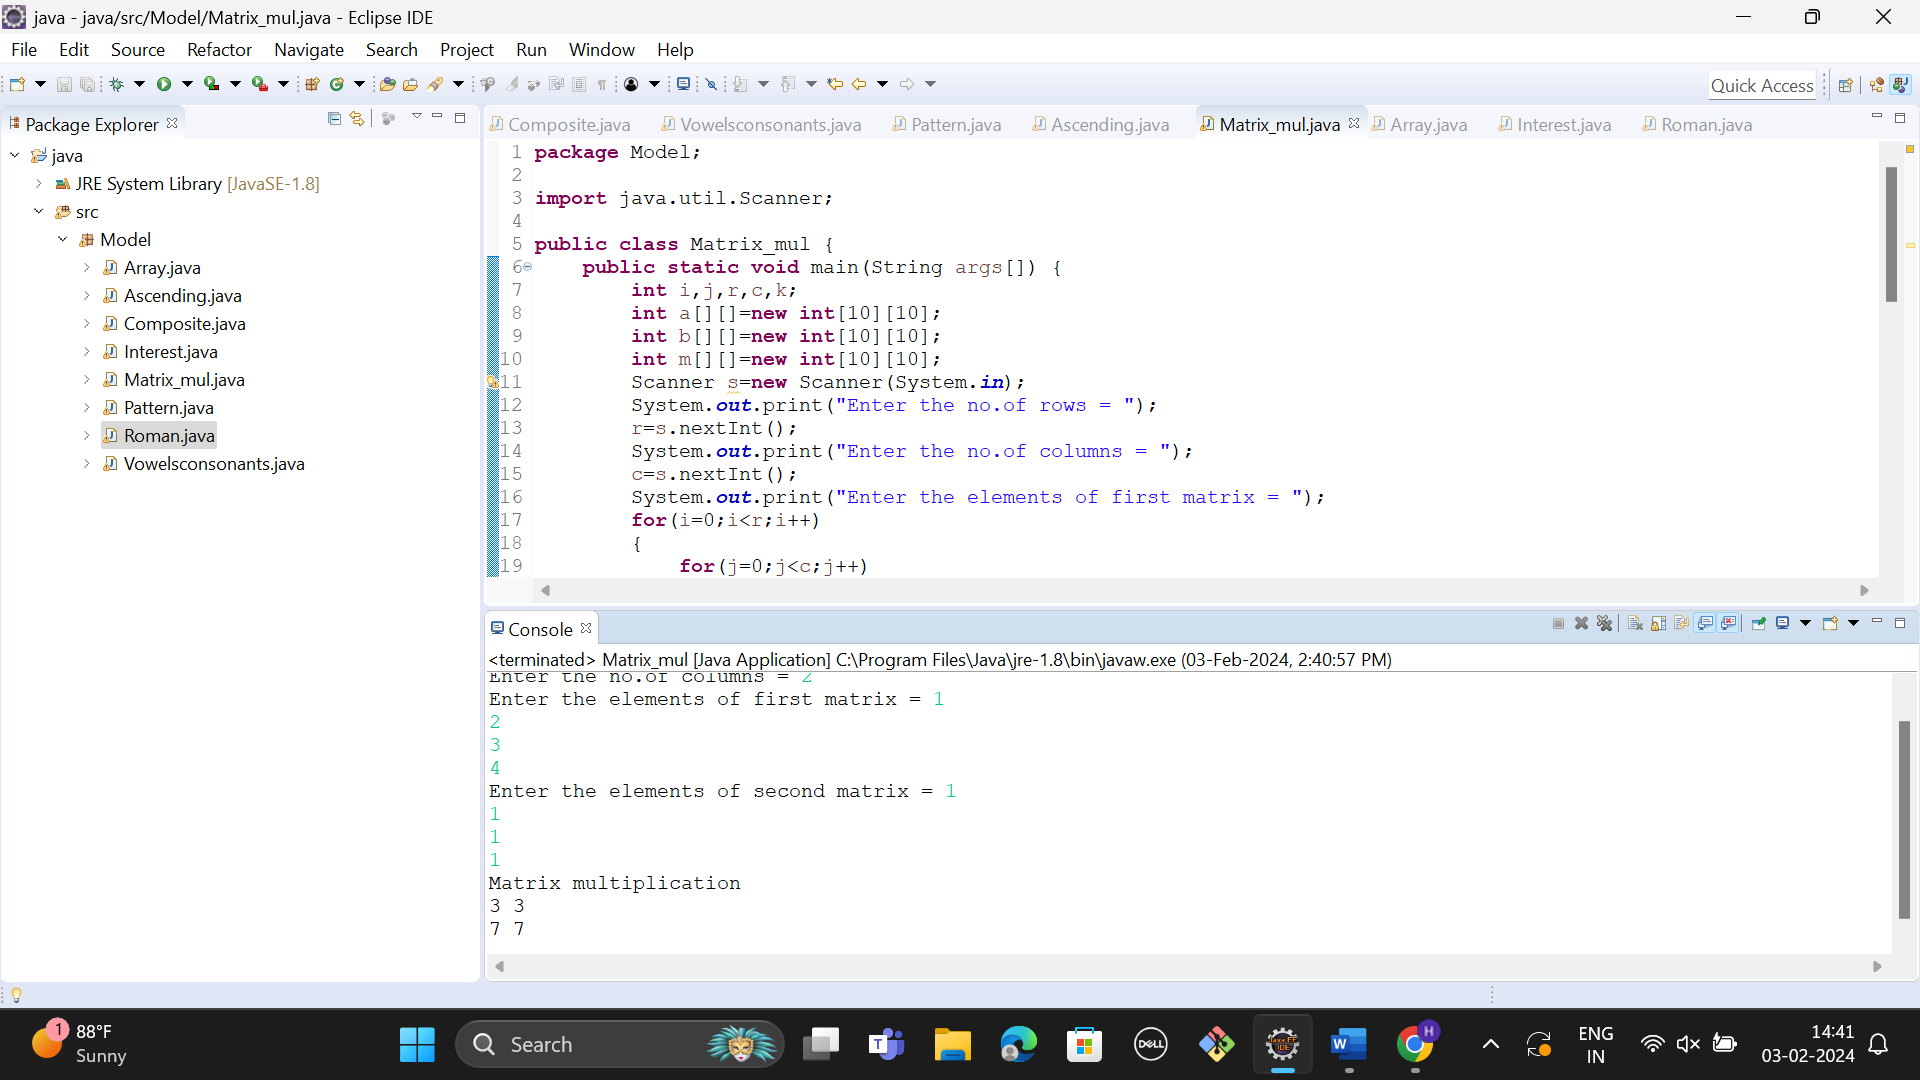 java - java/src/Model/Matrix_mul.java - Eclipse IDE
File Edit Source Refactor Navigate Search Project Run Window Help
Quick Access
Package Explorer
java
JRE System Library [JavaSE-1.8]
src
Model
Array.java
Ascending.java
Composite.java
Interest.java
Matrix_mul.java
Pattern.java
Roman.java
Vowelsconsonants.java
Composite.java Vowelsconsonants.java Pattern.java Ascending.java Matrix_mul.java Array.java Interest.java Roman.java
1 package Model;
2
3 import java.util.Scanner;
4
5 public class Matrix_mul {
6 public static void main(String args[]) {
7 int i,j,r,c,k;
8 int a[][]=new int[10][10];
9 int b[][]=new int[10][10];
10 int m[][]=new int[10][10];
11 Scanner s=new Scanner(System.in);
12 System.out.print("Enter the no.of rows = ");
13 r=s.nextInt();
14 System.out.print("Enter the no.of columns = ");
15 c=s.nextInt();
16 System.out.print("Enter the elements of first matrix = ");
17 for(i=0;i<r;i++)
18 {
19 for(j=0;j<c;j++)
Console
<terminated> Matrix_mul [Java Application] C:\Program Files\Java\jre-1.8\bin\javaw.exe (03-Feb-2024, 2:40:57 PM)
Enter the no.of columns = 2
Enter the elements of first matrix = 1
2
3
4
Enter the elements of second matrix = 1
1
1
1
Matrix multiplication
3 3
7 7
1
88°F
Sunny
Search
T
DELL
Java EE
IDE
W
H
ENG
IN
14:41
03-02-2024